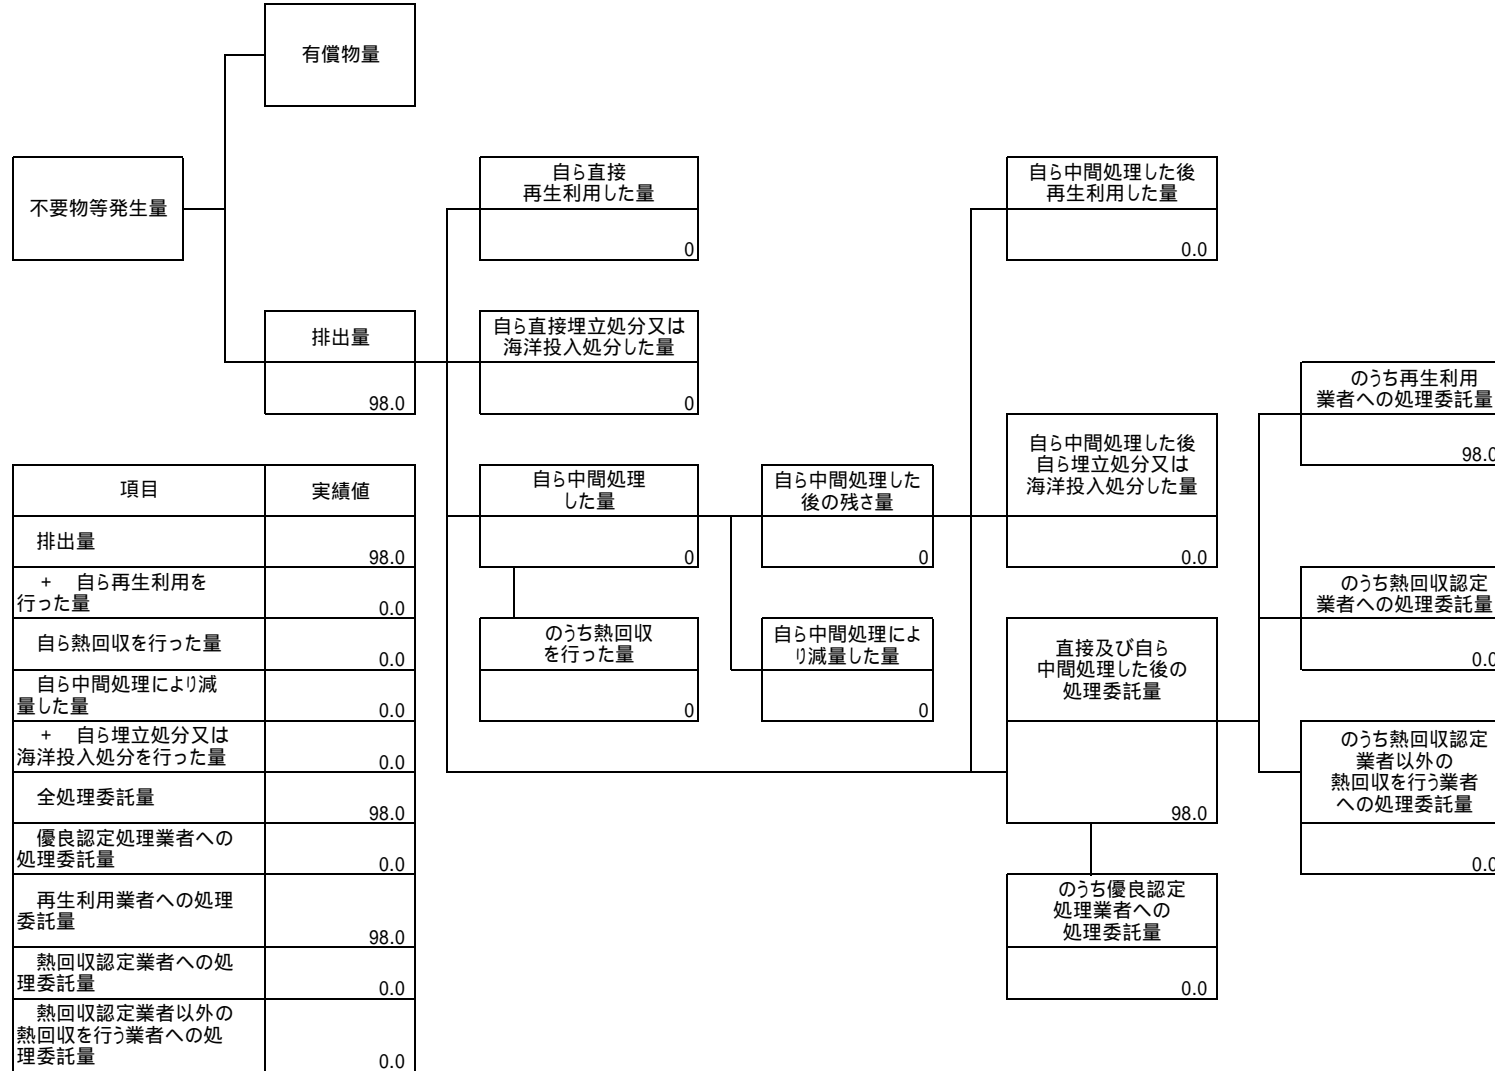 有償物量
不要物等発生量
自ら直接
再生利用した量
0
自ら中間処理した後
再生利用した量
0.0
排出量
98.0
自ら直接埋立処分又は
海洋投入処分した量
0
のうち再生利用
業者への処理委託量
98.0
自ら中間処理
した量
0
自ら中間処理した
後の残さ量
0
自ら中間処理した後
自ら埋立処分又は
海洋投入処分した量
0.0
のうち熱回収認定
業者への処理委託量
0.0
のうち熱回収
を行った量
0
自ら中間処理によ
り減量した量
0
直接及び自ら
中間処理した後の
処理委託量
98.0
のうち熱回収認定
業者以外の
熱回収を行う業者
への処理委託量
0.0
のうち優良認定
処理業者への
処理委託量
0.0
項目 実績値
排出量
98.0
+ 自ら再生利用を
行った量
0.0
自ら熱回収を行った量
0.0
自ら中間処理により減
量した量
0.0
+ 自ら埋立処分又は
海洋投入処分を行った量
0.0
全処理委託量
98.0
優良認定処理業者への
処理委託量
0.0
再生利用業者への処理
委託量
98.0
熱回収認定業者への処
理委託量
0.0
熱回収認定業者以外の
熱回収を行う業者への処
理委託量
0.0